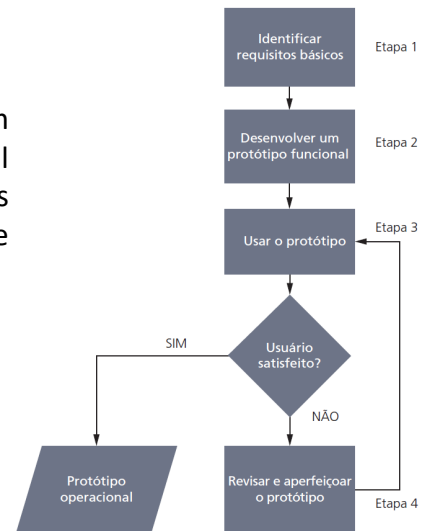 Identificar
requisitos básicos
Etapa 1
Desenvolver um
protótipo funcional
Etapa 2
Usar o protótipo
Etapa 3
Usuário
satisfeito?
SIM
NÃO
Protótipo
operacional
Revisar e aperfeiçoar
o protótipo
Etapa 4